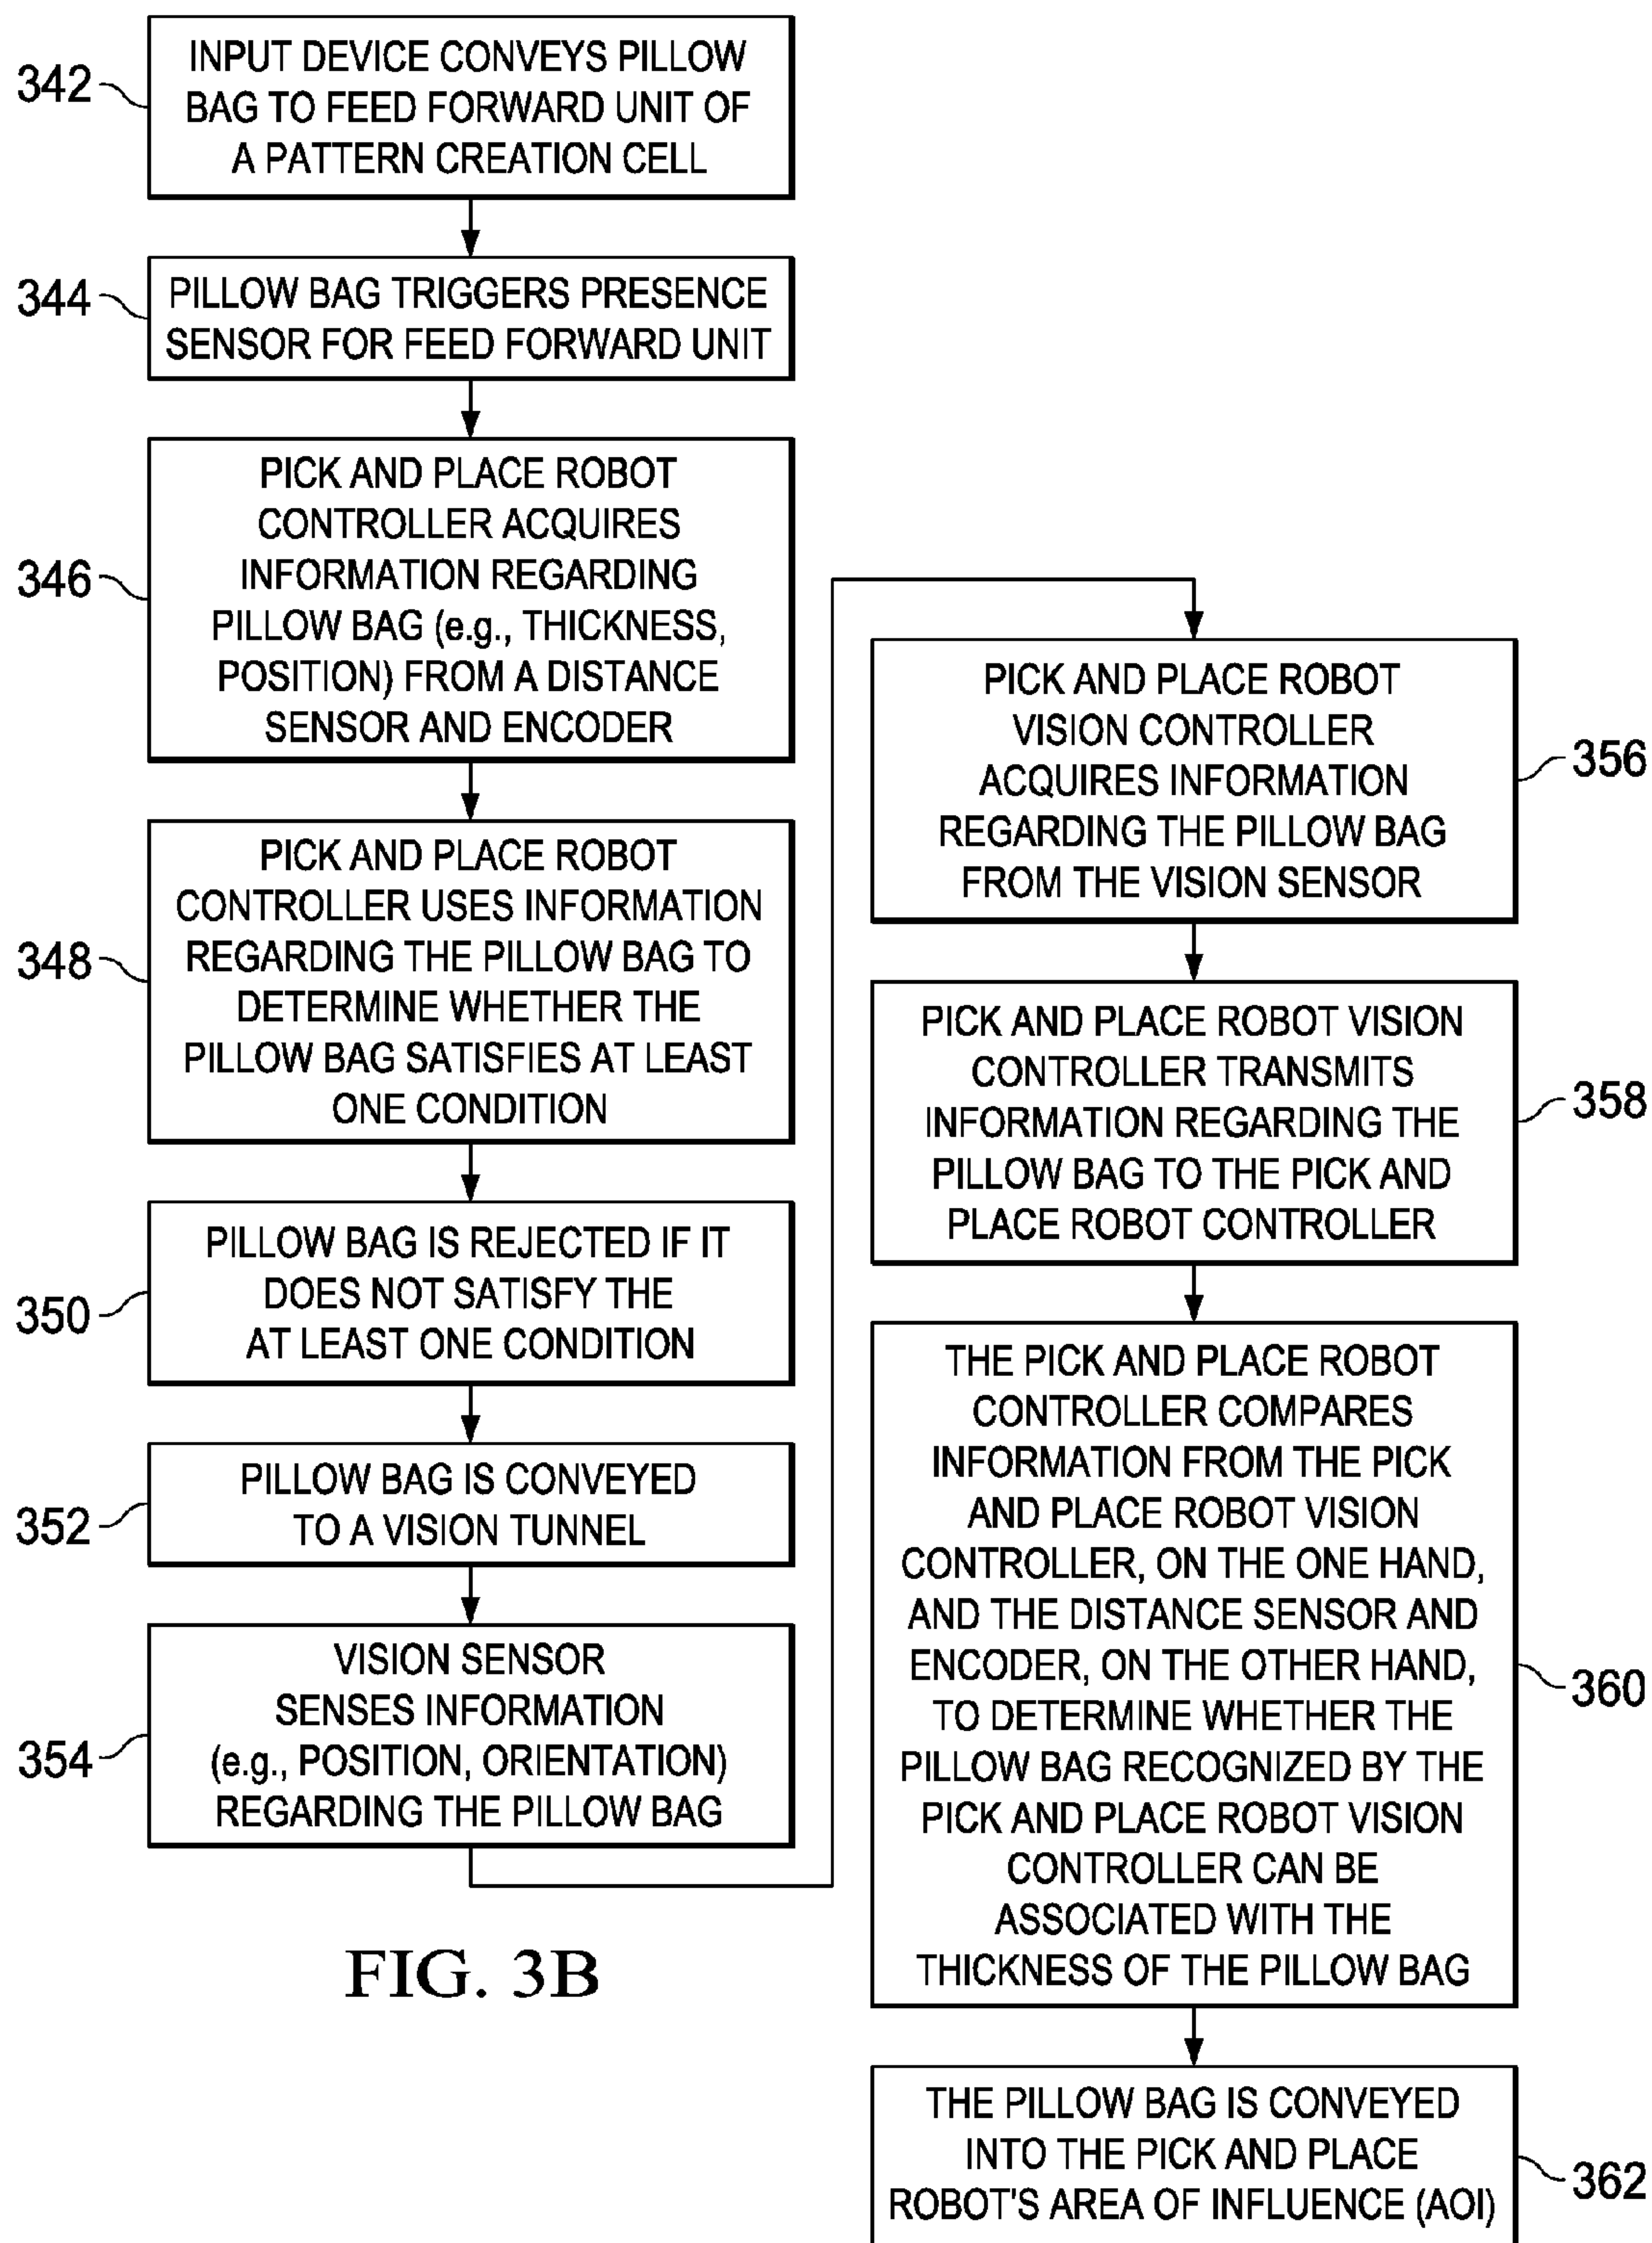 342
INPUT DEVICE CONVEYS PILLOW
BAG TO FEED FORWARD UNIT OF
A PATTERN CREATION CELL
344
PILLOW BAG TRIGGERS PRESENCE
SENSOR FOR FEED FORWARD UNIT
346
PICK AND PLACE ROBOT
CONTROLLER ACQUIRES
INFORMATION REGARDING
PILLOW BAG (e.g., THICKNESS,
POSITION) FROM A DISTANCE
SENSOR AND ENCODER
348
PICK AND PLACE ROBOT
CONTROLLER USES INFORMATION
REGARDING THE PILLOW BAG TO
DETERMINE WHETHER THE
PILLOW BAG SATISFIES AT LEAST
ONE CONDITION
350
PILLOW BAG IS REJECTED IF IT
DOES NOT SATISFY THE
AT LEAST ONE CONDITION
352
PILLOW BAG IS CONVEYED
TO A VISION TUNNEL
354
VISION SENSOR
SENSES INFORMATION
(e.g., POSITION, ORIENTATION)
REGARDING THE PILLOW BAG
FIG. 3B
PICK AND PLACE ROBOT
VISION CONTROLLER
ACQUIRES INFORMATION
REGARDING THE PILLOW BAG
FROM THE VISION SENSOR
356
PICK AND PLACE ROBOT VISION
CONTROLLER TRANSMITS
INFORMATION REGARDING THE
PILLOW BAG TO THE PICK AND
PLACE ROBOT CONTROLLER
358
THE PICK AND PLACE ROBOT
CONTROLLER COMPARES
INFORMATION FROM THE PICK
AND PLACE ROBOT VISION
CONTROLLER, ON THE ONE HAND,
AND THE DISTANCE SENSOR AND
ENCODER, ON THE OTHER HAND,
TO DETERMINE WHETHER THE
PILLOW BAG RECOGNIZED BY THE
PICK AND PLACE ROBOT VISION
CONTROLLER CAN BE
ASSOCIATED WITH THE
THICKNESS OF THE PILLOW BAG
360
THE PILLOW BAG IS CONVEYED
INTO THE PICK AND PLACE
ROBOT'S AREA OF INFLUENCE (AOI)
362